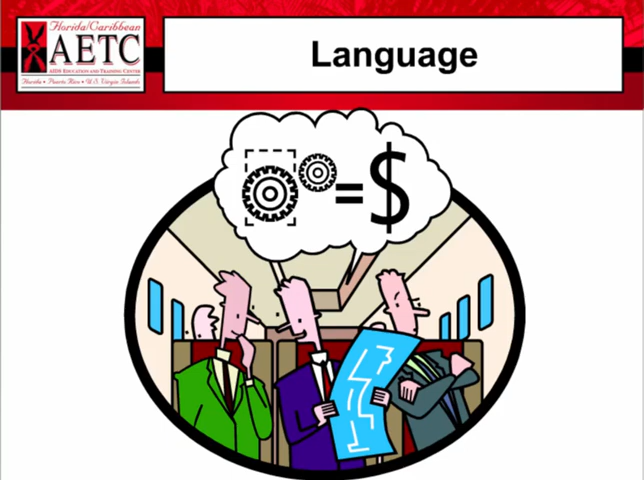 Florida/Caribbean
AETC
AIDS EDUCATION AND TRAINING CENTER
Florida • Puerto Rico • U.S. Virgin Islands
Language
= $